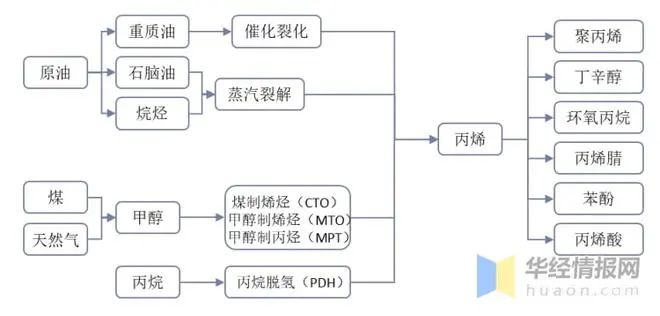 原油
重质油
石脑油
烷烃
催化裂化
蒸汽裂解
煤
天然气
甲醇
煤制烯烃（CTO）
甲醇制烯烃（MTO）
甲醇制丙烃（MPT）
丙烷
丙烷脱氢（PDH）
丙烯
聚丙烯
丁辛醇
环氧丙烷
丙烯腈
苯酚
丙烯酸
华经情报网
huaon.com